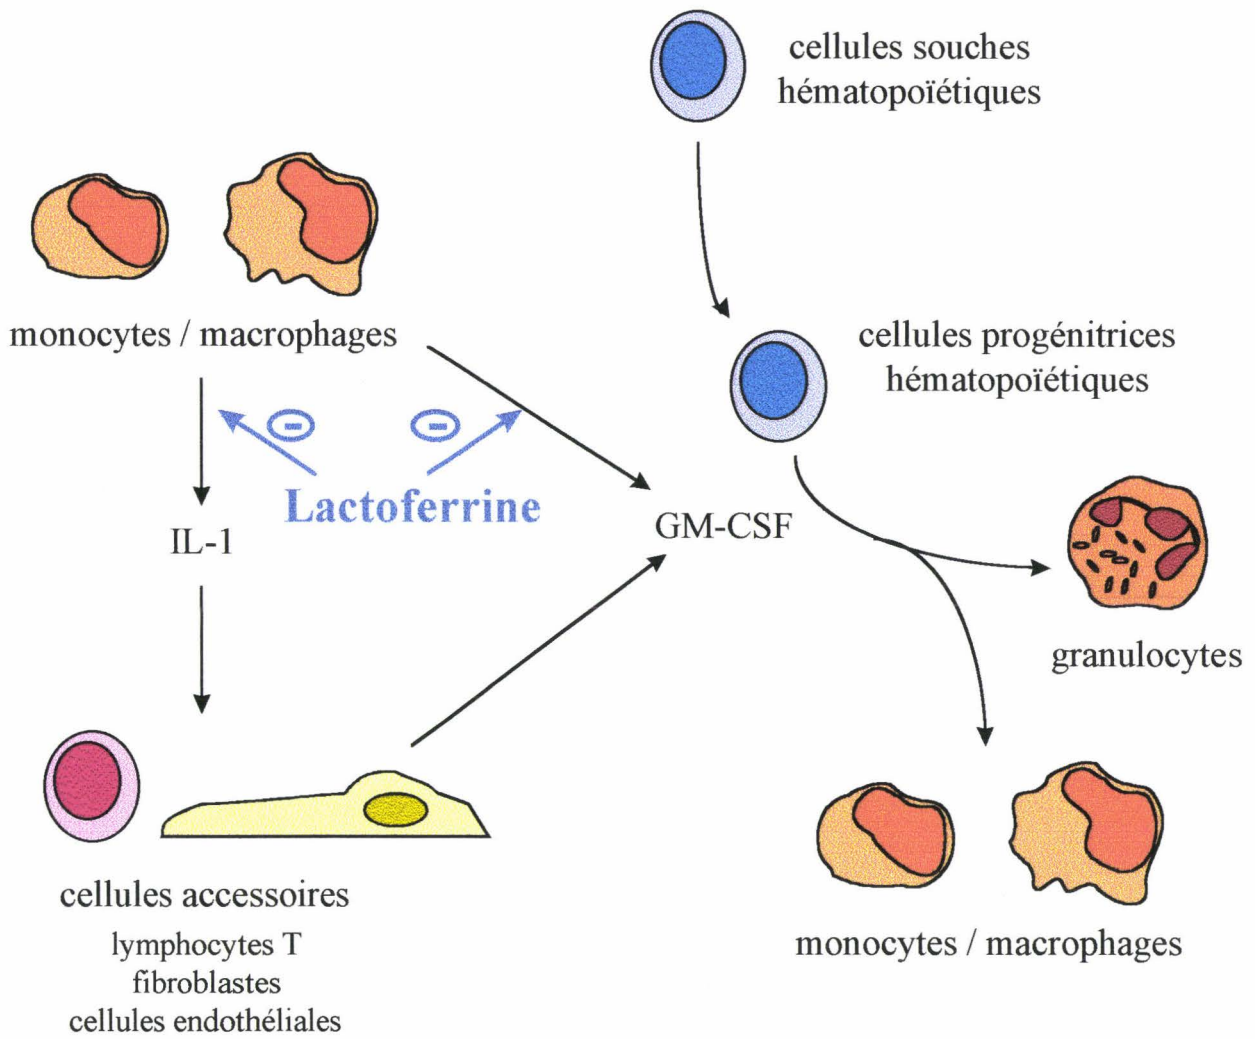 cellules souches
hématopoïétiques
monocytes / macrophages
cellules progénitrices
hématopoïétiques
Lactoferrine
IL-1
GM-CSF
granulocytes
cellules accessoires
lymphocytes T
fibroblastes
cellules endothéliales
monocytes / macrophages